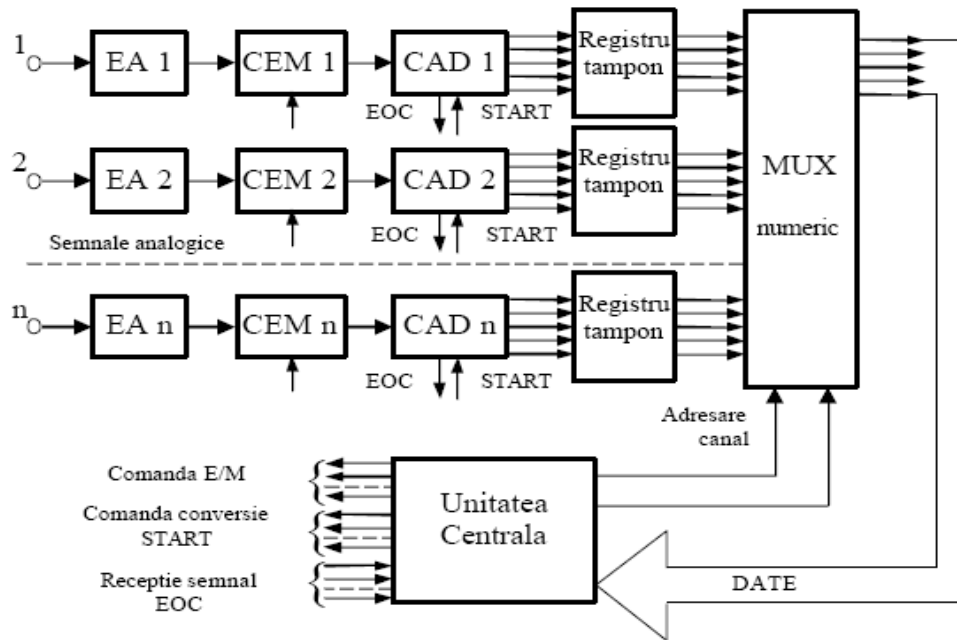 1
EA 1
CEM 1
CAD 1
Registru
tampon
EOC
START
2
EA 2
CEM 2
CAD 2
Registru
tampon
MUX
numeric
EOC
START
Semnale analogice
n
EA n
CEM n
CAD n
Registru
tampon
EOC
START
Adresare
canal
Comanda E/M
Comanda conversie
START
Receptie semnal
EOC
Unitatea
Centrala
DATE